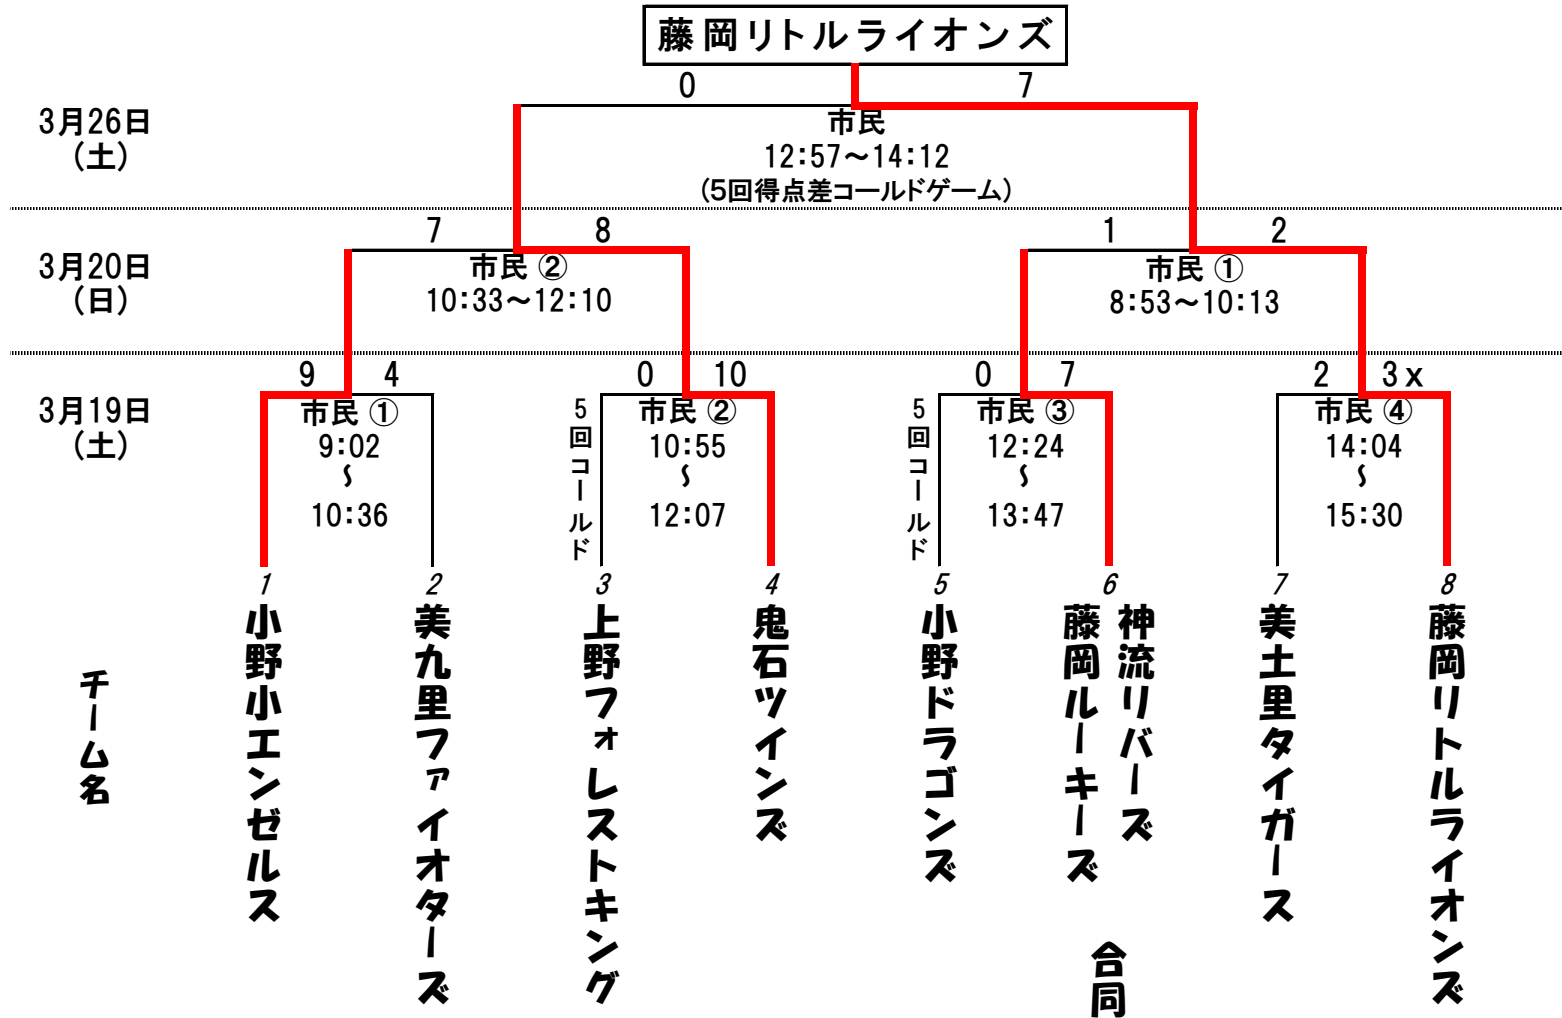 藤岡リトルライオンズ
0
7
3月26日
(土)
市民
12:57～14:12
(5回得点差コールドゲーム)
7
8
1
2
3月20日
(日)
市民 ②
10:33～12:10
市民 ①
8:53～10:13
9
4
0
10
0
7
2
3x
3月19日
(土)
市民 ①
9:02
～
10:36
5回コールド
市民 ②
10:55
～
12:07
5回コールド
市民 ③
12:24
～
13:47
市民 ④
14:04
～
15:30
1
2
3
4
5
6
7
8
チーム名
小野小エンゼルス
美九里ファイオターズ
上野フォレストキング
鬼石ツインズ
小野ドラゴンズ
神流リバーズ
藤岡ルーキーズ
合同
美土里タイガース
藤岡リトルライオンズ